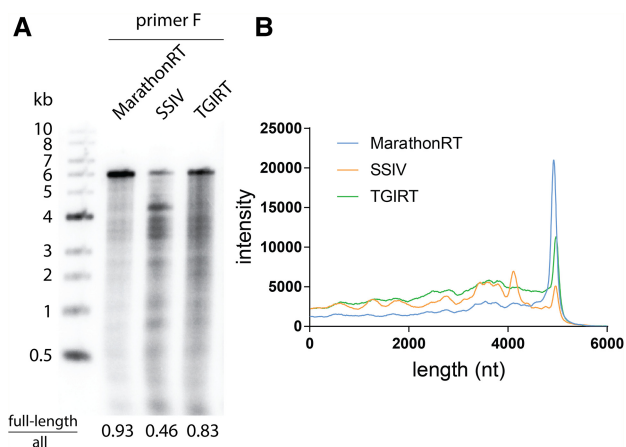 A
primer F
MarathonRT
SSIV
TGIRT
kb
10
8
7
6
5
4
3
2
1
0.5
full-length
all
0.93 0.46 0.83
B
25000
20000
15000
10000
5000
0
intensity
MarathonRT
SSIV
TGIRT
0 2000 4000 6000
length (nt)